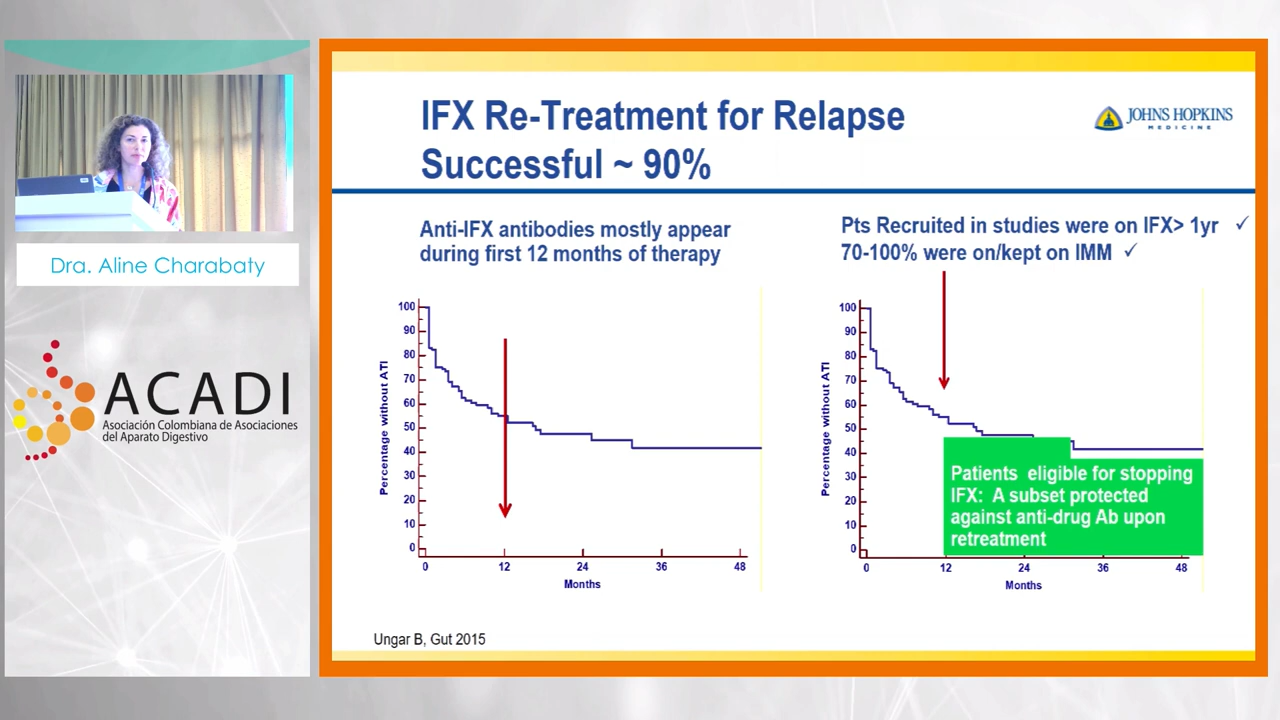 IFX Re-Treatment for Relapse
Successful ~ 90%
JOHNS HOPKINS
MEDICINE
Dra. Aline Charabaty
ACADI
Asociación Colombiana de Asociaciones
del Aparato Digestivo
Anti-IFX antibodies mostly appear
during first 12 months of therapy
Percentage without ATI
100
90
80
70
60
50
40
30
20
10
0
0 12 24 36 48
Months
Pts Recruited in studies were on IFX> 1yr ✓
70-100% were on/kept on IMM ✓
Percentage without ATI
100
90
80
70
60
50
40
30
20
10
0
Patients eligible for stopping
IFX: A subset protected
against anti-drug Ab upon
retreatment
0 12 24 36 48
Months
Ungar B, Gut 2015